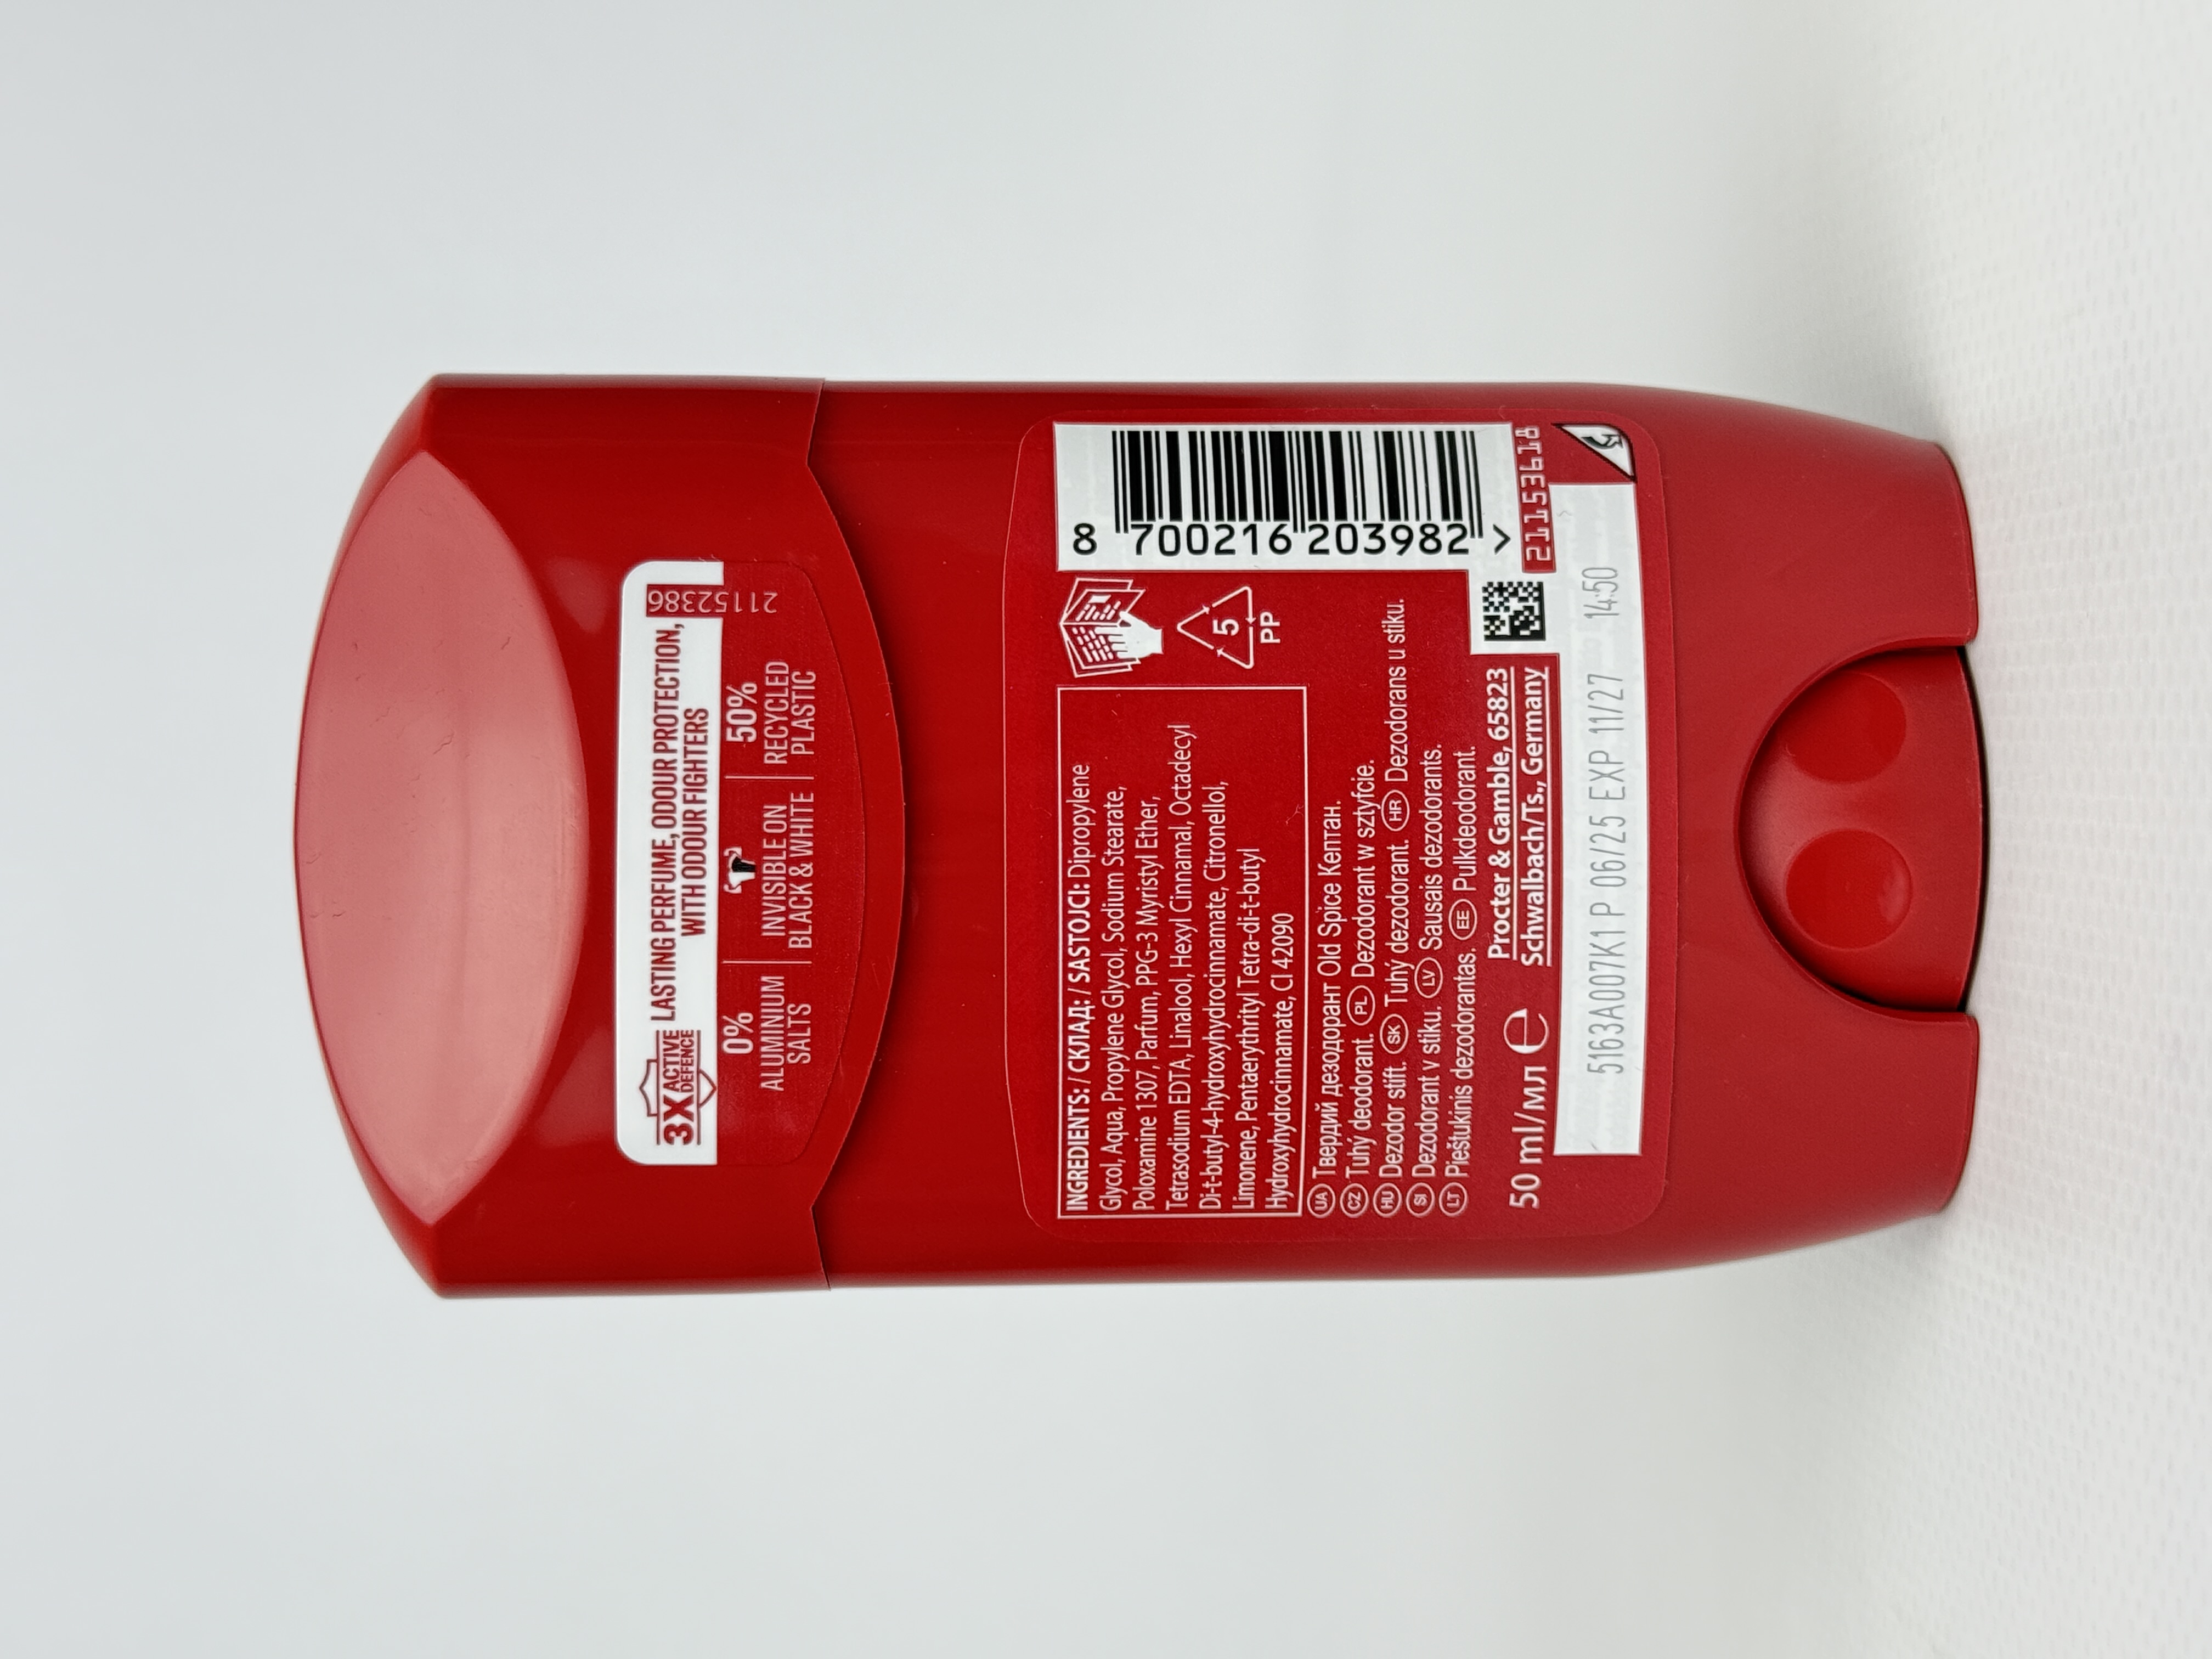 3X ACTIVE
DEFENCE
LASTING PERFUME, ODOUR PROTECTION,
WITH ODOUR FIGHTERS
21152386
0%
ALUMINIUM
SALTS
INVISIBLE ON
BLACK & WHITE
50%
RECYCLED
PLASTIC
INGREDIENTS: / СКЛАД: / SASTOJCI: Dipropylene
Glycol, Aqua, Propylene Glycol, Sodium Stearate,
Poloxamine 1307, Parfum, PPG-3 Myristyl Ether,
Tetrasodium EDTA, Linalool, Hexyl Cinnamal, Octadecyl
Di-t-butyl-4-hydroxyhydrocinnamate, Citronellol,
Limonene, Pentaerythrityl Tetra-di-t-butyl
Hydroxyhydrocinnamate, CI 42090
5
PP
8 700216 203982 >
UA Твердий дезодорант Old Spice Кептан.
CZ Tuhý deodorant. PL Dezodorant w sztyfcie.
HU Dezodor stift. SK Tuhý dezodorant. HR Dezodorans u stiku.
SI Dezodorant v stiku. LV Sausais dezodorants.
LT Pieštukinis dezodorantas. EE Pulkdeodorant.
50 ml/мл e
Procter & Gamble, 65823
Schwalbach/Ts., Germany
21153618
5163A007K1 P 06/25 EXP 11/27 14:50